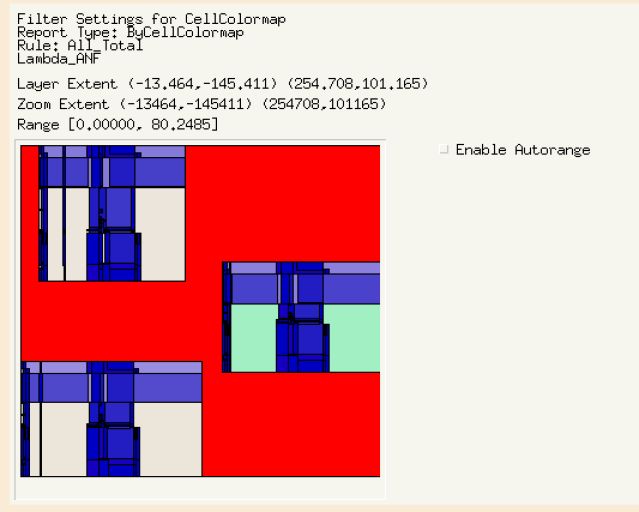 Filter Settings for CellColormap
Report Type: ByCellColormap
Rule: All_Total
Lambda_ANF
Layer Extent (-13.464,-145.411) (254.708,101.165)
Zoom Extent (-13464,-145411) (254708,101165)
Range [0.00000, 80.2485]
Enable Autorange